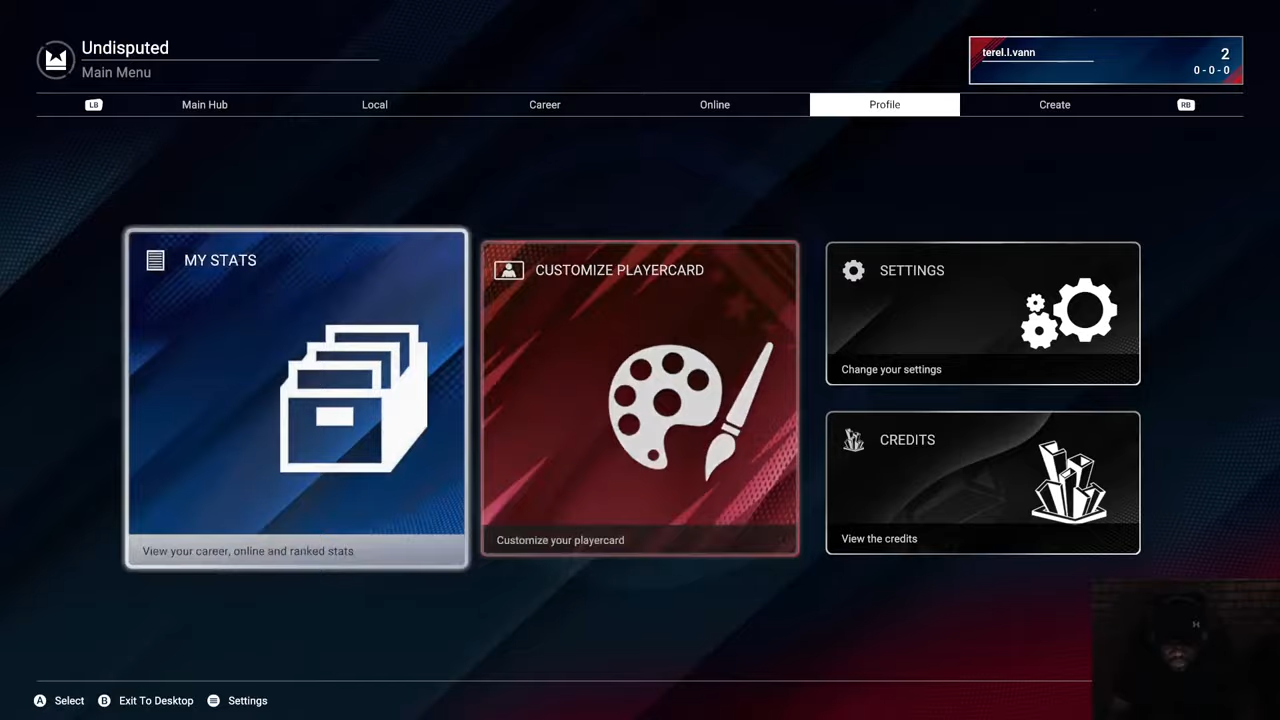 Undisputed
Main Menu
terel.l.vann
2
0 - 0 - 0
LB
Main Hub
Local
Career
Online
Profile
Create
RB
MY STATS
View your career, online and ranked stats
CUSTOMIZE PLAYERCARD
Customize your playercard
SETTINGS
Change your settings
CREDITS
View the credits
A Select B Exit To Desktop Settings